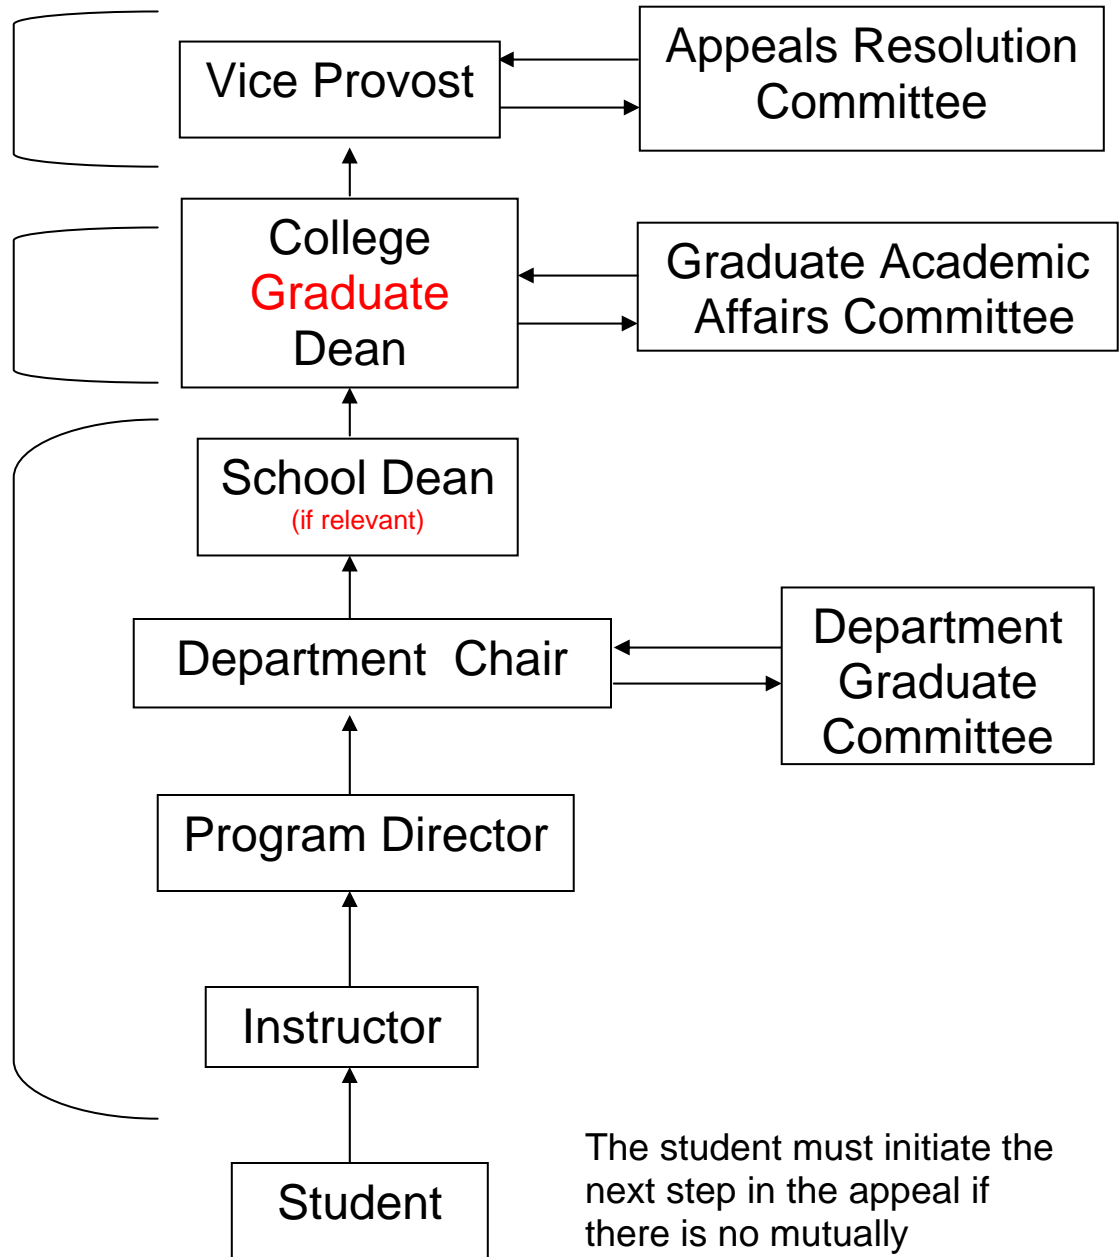 Vice Provost
Appeals Resolution
Committee
College
Graduate
Dean
Graduate Academic
Affairs Committee
School Dean
(if relevant)
Department Chair
Department
Graduate
Committee
Program Director
Instructor
Student
The student must initiate the
next step in the appeal if
there is no mutually